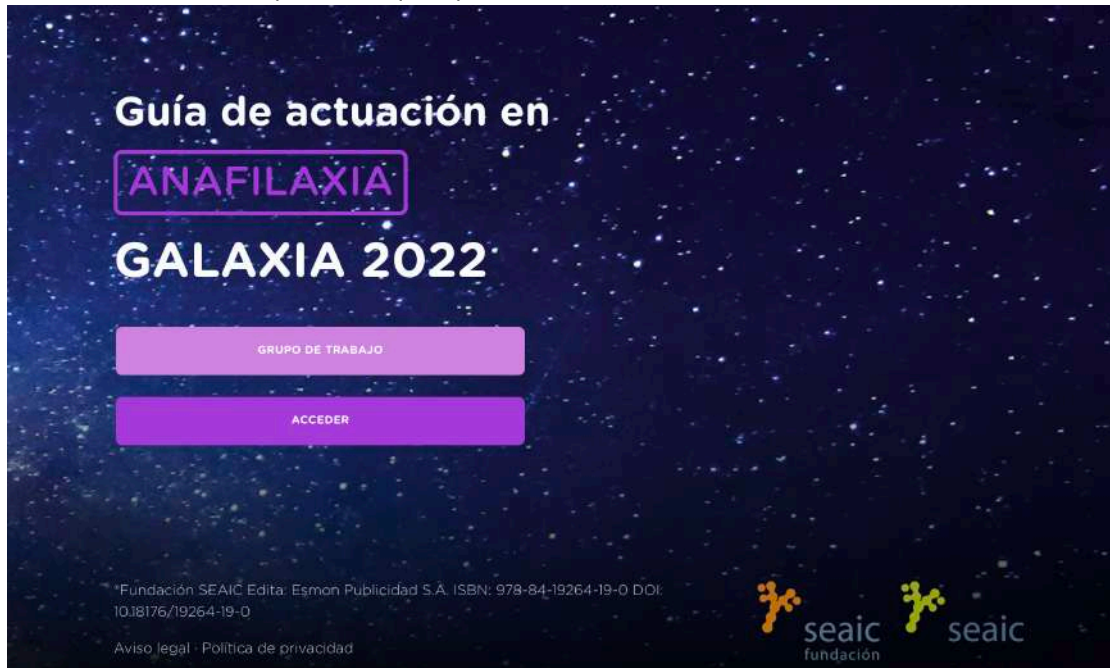 Guía de actuación en
ANAFILAXIA
GALAXIA 2022
GRUPO DE TRABAJO
ACCEDER
*Fundación SEAIC Edita: Esmon Publicidad S.A. ISBN: 978-84-19264-19-0 DOI:
10.18176/19264-19-0
Aviso legal · Política de privacidad
seaic
fundación
seaic